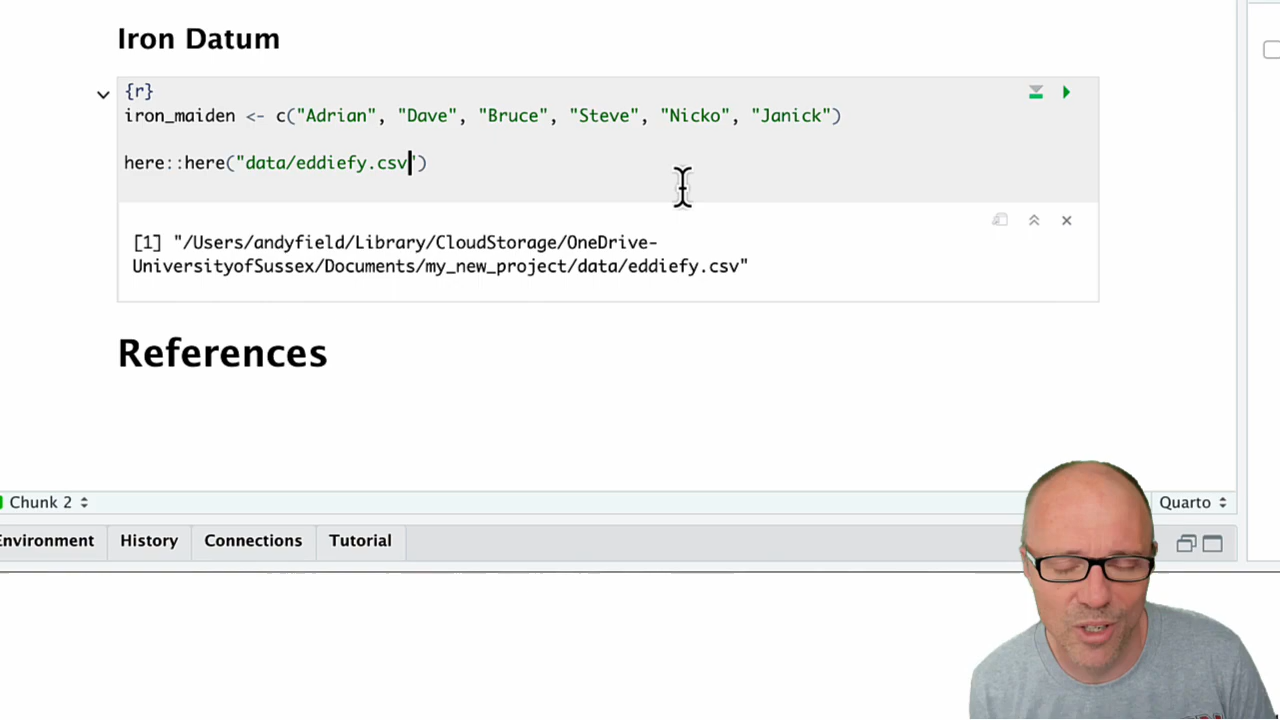 Iron Datum
{r}
iron_maiden <- c("Adrian", "Dave", "Bruce", "Steve", "Nicko", "Janick")
here::here("data/eddiefy.csv")
[1] "/Users/andyfield/Library/CloudStorage/OneDrive-
UniversityofSussex/Documents/my_new_project/data/eddiefy.csv"
References
Chunk 2
Quarto
Environment History Connections Tutorial